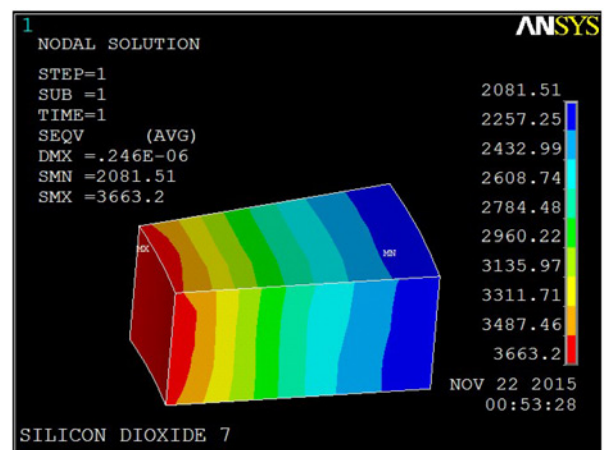 1
ANSYS
NODAL SOLUTION
STEP=1
SUB =1
TIME=1
SEQV (AVG)
DMX =.246E-06
SMN =2081.51
SMX =3663.2
2081.51
2257.25
2432.99
2608.74
2784.48
2960.22
3135.97
3311.71
3487.46
3663.2
MX
MN
NOV 22 2015
00:53:28
SILICON DIOXIDE 7